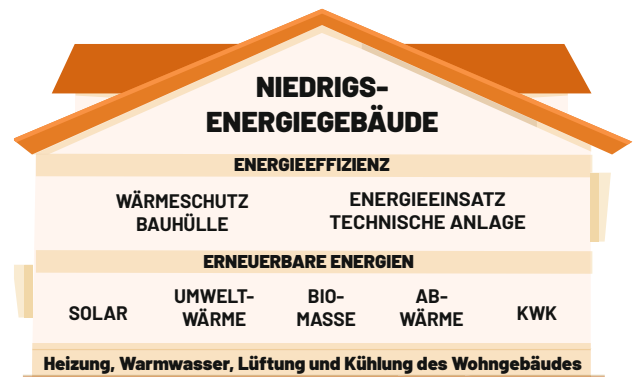 NIEDRIGS-
ENERGIEGEBÄUDE
ENERGIEEFFIZIENZ
WÄRMESCHUTZ
BAUHÜLLE
ENERGIEEINSATZ
TECHNISCHE ANLAGE
ERNEUERBARE ENERGIEN
SOLAR
UMWELT-
WÄRME
BIO-
MASSE
AB-
WÄRME
KWK
Heizung, Warmwasser, Lüftung und Kühlung des Wohngebäudes